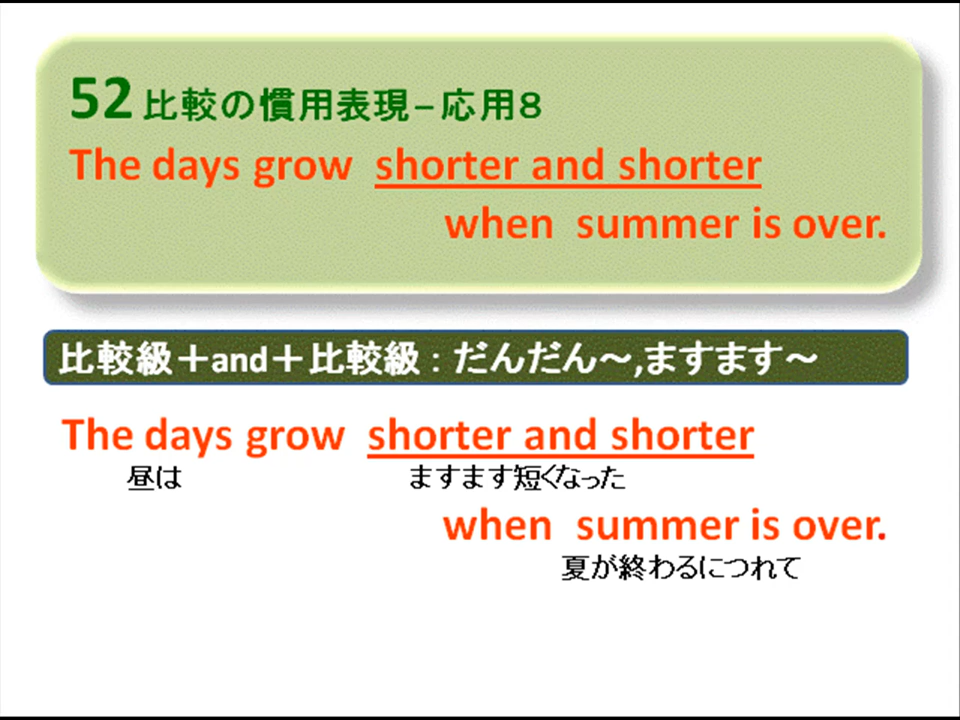 52 比較の慣用表現–応用８
The days grow shorter and shorter
when summer is over.
比較級＋and＋比較級：だんだん～,ますます～
The days grow shorter and shorter
昼は ますます短くなった
when summer is over.
夏が終わるにつれて